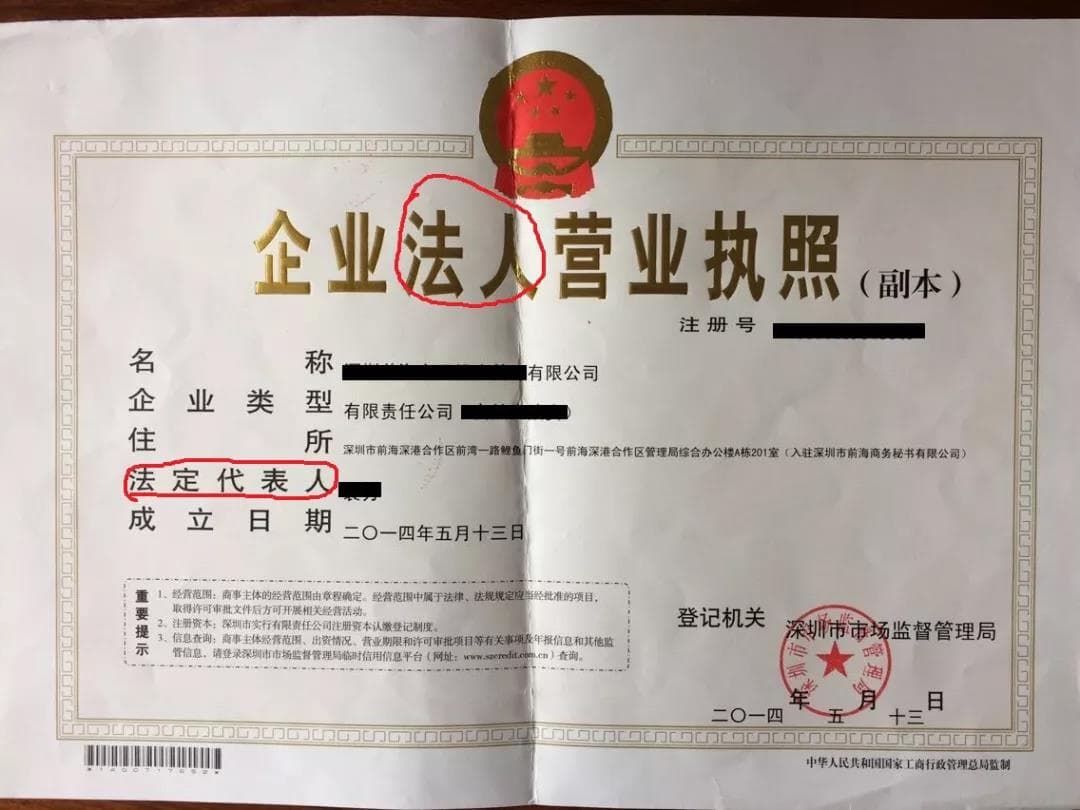 企业法人营业执照(副本)
注册号
名称 有限公司
企业类型 有限责任公司
住所 深圳市前海深港合作区前湾一路鲤鱼门街一号前海深港合作区管理局综合办公楼A栋201室(入驻深圳市前海商务秘书有限公司)
法定代表人
成立日期 二〇一四年五月十三日
重要提示
1、经营范围:商事主体的经营范围由章程确定。经营范围中属于法律、法规规定应当经批准的项目,
取得许可审批文件后方可开展相关经营活动。
2、注册资本:深圳市实行有限责任公司注册资本认缴登记制度。
3、信息查询:商事主体经营范围、出资情况、营业期限和许可审批项目等有关事项及年报信息和其他监
管信息,请登录深圳市市场监督管理局临时信用信息平台(网址:www.szcredit.com.cn)查询。
登记机关 深圳市市场监督管理局
深圳市市场监督管理局
二〇一四年五月十三日
中华人民共和国国家工商行政管理总局监制